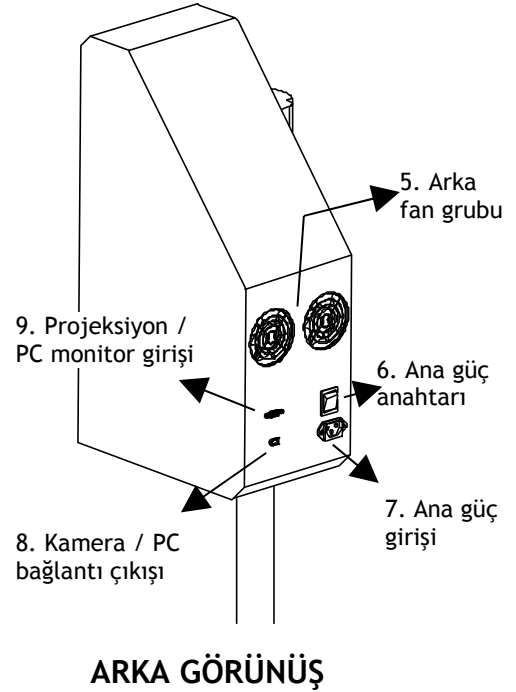 5. Arka
fan grubu
9. Projeksiyon /
PC monitor girişi
6. Ana güç
anahtarı
7. Ana güç
girişi
8. Kamera / PC
bağlantı çıkışı
ARKA GÖRÜNÜŞ